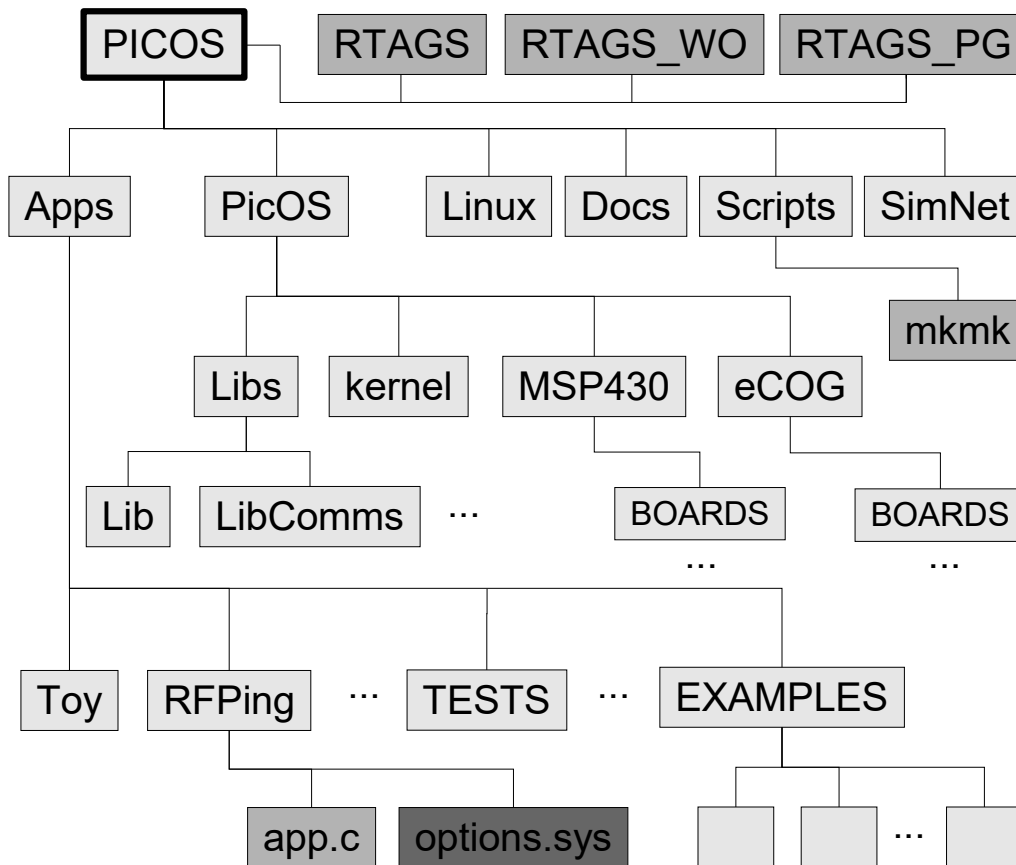 PICOS RTAGS RTAGS_WO RTAGS_PG
Apps PicOS Linux Docs Scripts SimNet
mkmk
Libs kernel MSP430 eCOG
Lib LibComms ... BOARDS BOARDS
... ...
Toy RFPing ... TESTS ... EXAMPLES
app.c options.sys ...